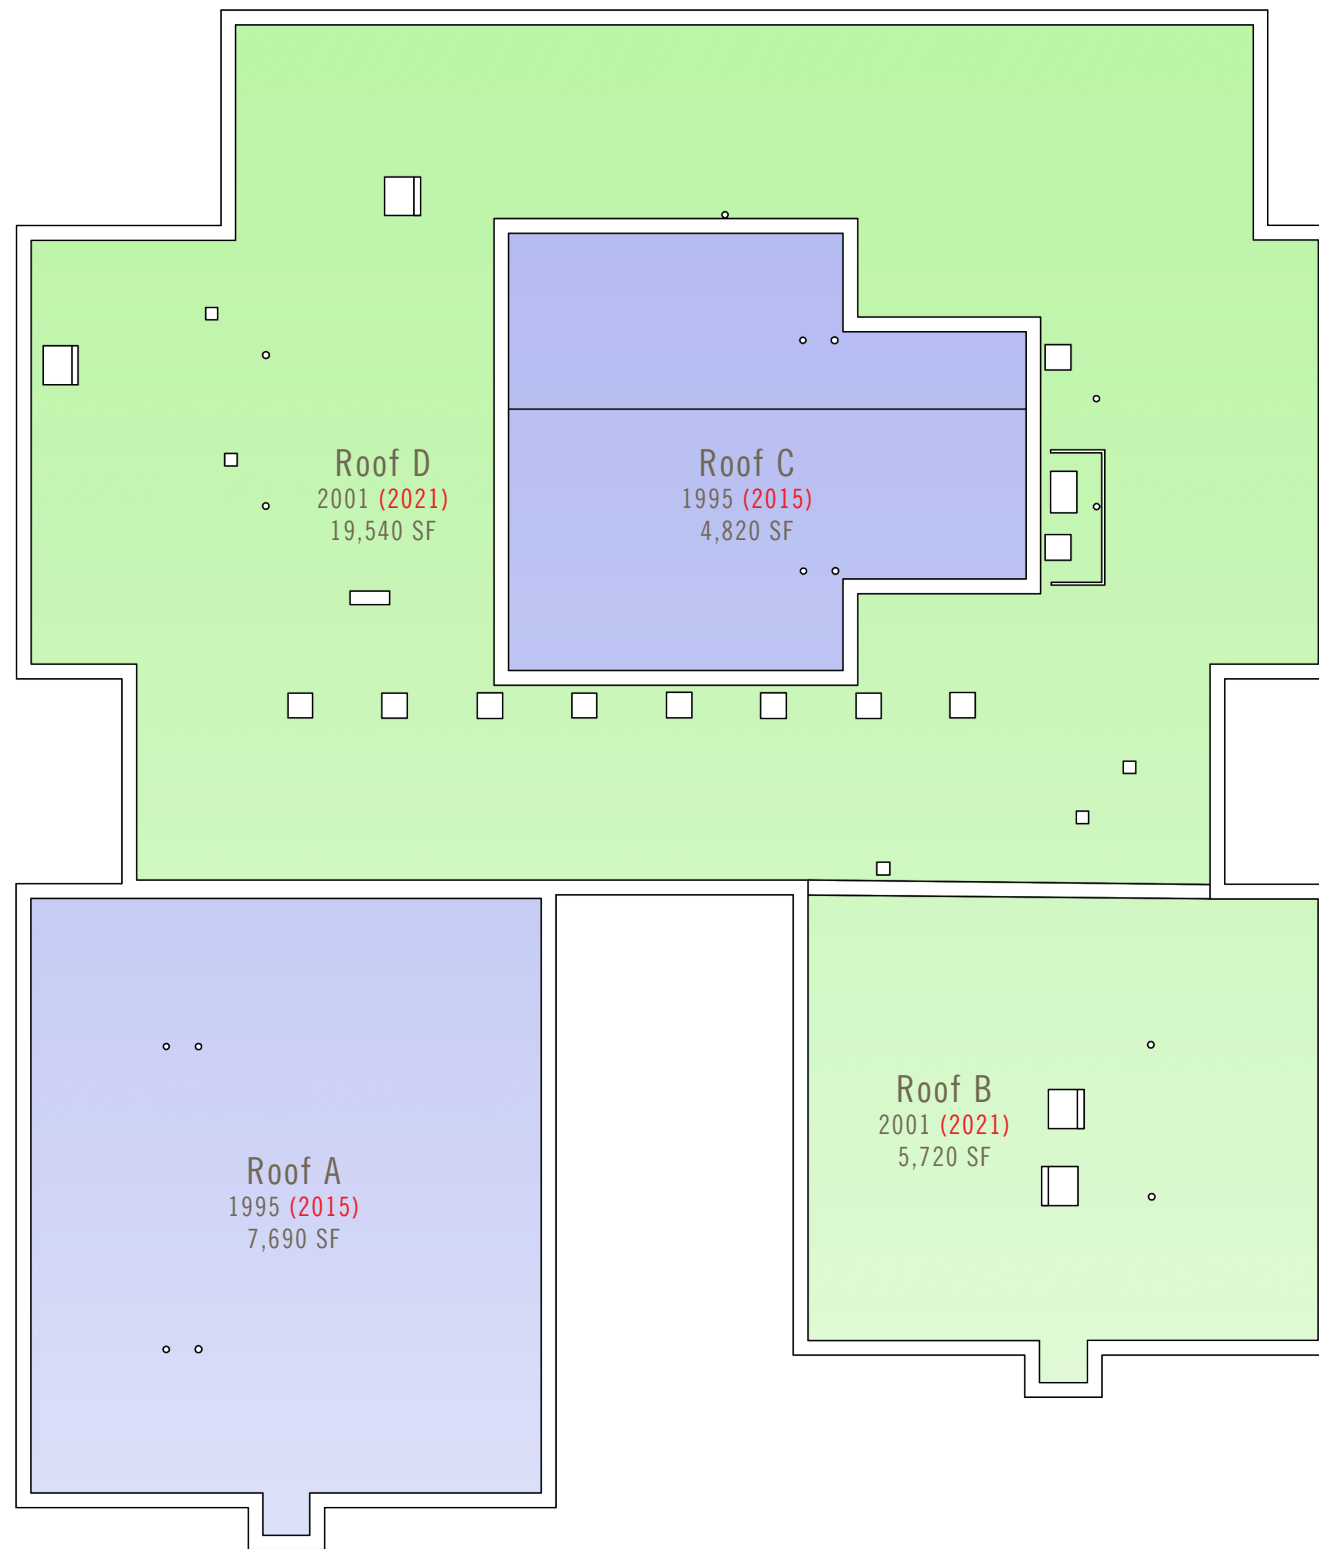 Roof D
2001 (2021)
19,540 SF
Roof C
1995 (2015)
4,820 SF
Roof B
2001 (2021)
5,720 SF
Roof A
1995 (2015)
7,690 SF